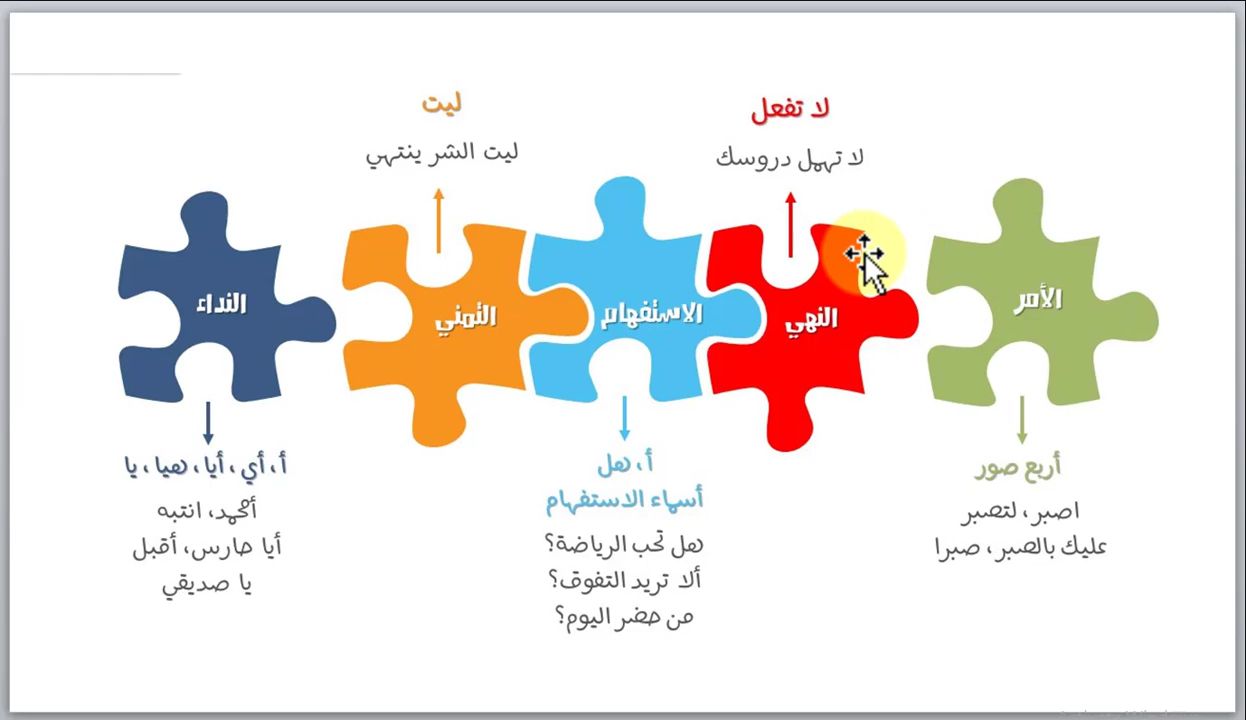 الأمر
أربع صور
اصبر، لتصبر
عليك بالصبر، صبرا
لا تفعل
لا تهمل دروسك
النهي
الاستفهام
أ، هل
أسماء الاستفهام
هل تحب الرياضة؟
ألا تريد التفوق؟
من حضر اليوم؟
ليت
ليت الشر ينتهي
التمني
النداء
أ، أي، أيا، هيا، يا
أمحمد، انتبه
أيا حارس، أقبل
يا صديقي